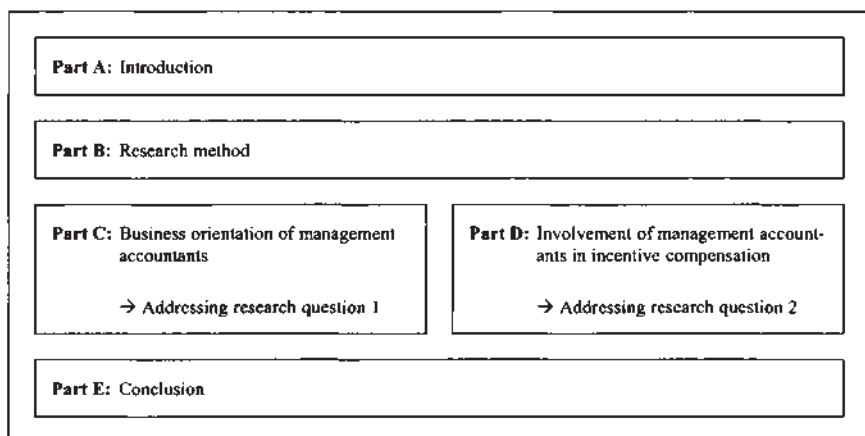 Part A: Introduction
Part B: Research method
Part C: Business orientation of management
accountants
→ Addressing research question 1
Part D: Involvement of management account-
ants in incentive compensation
→ Addressing research question 2
Part E: Conclusion